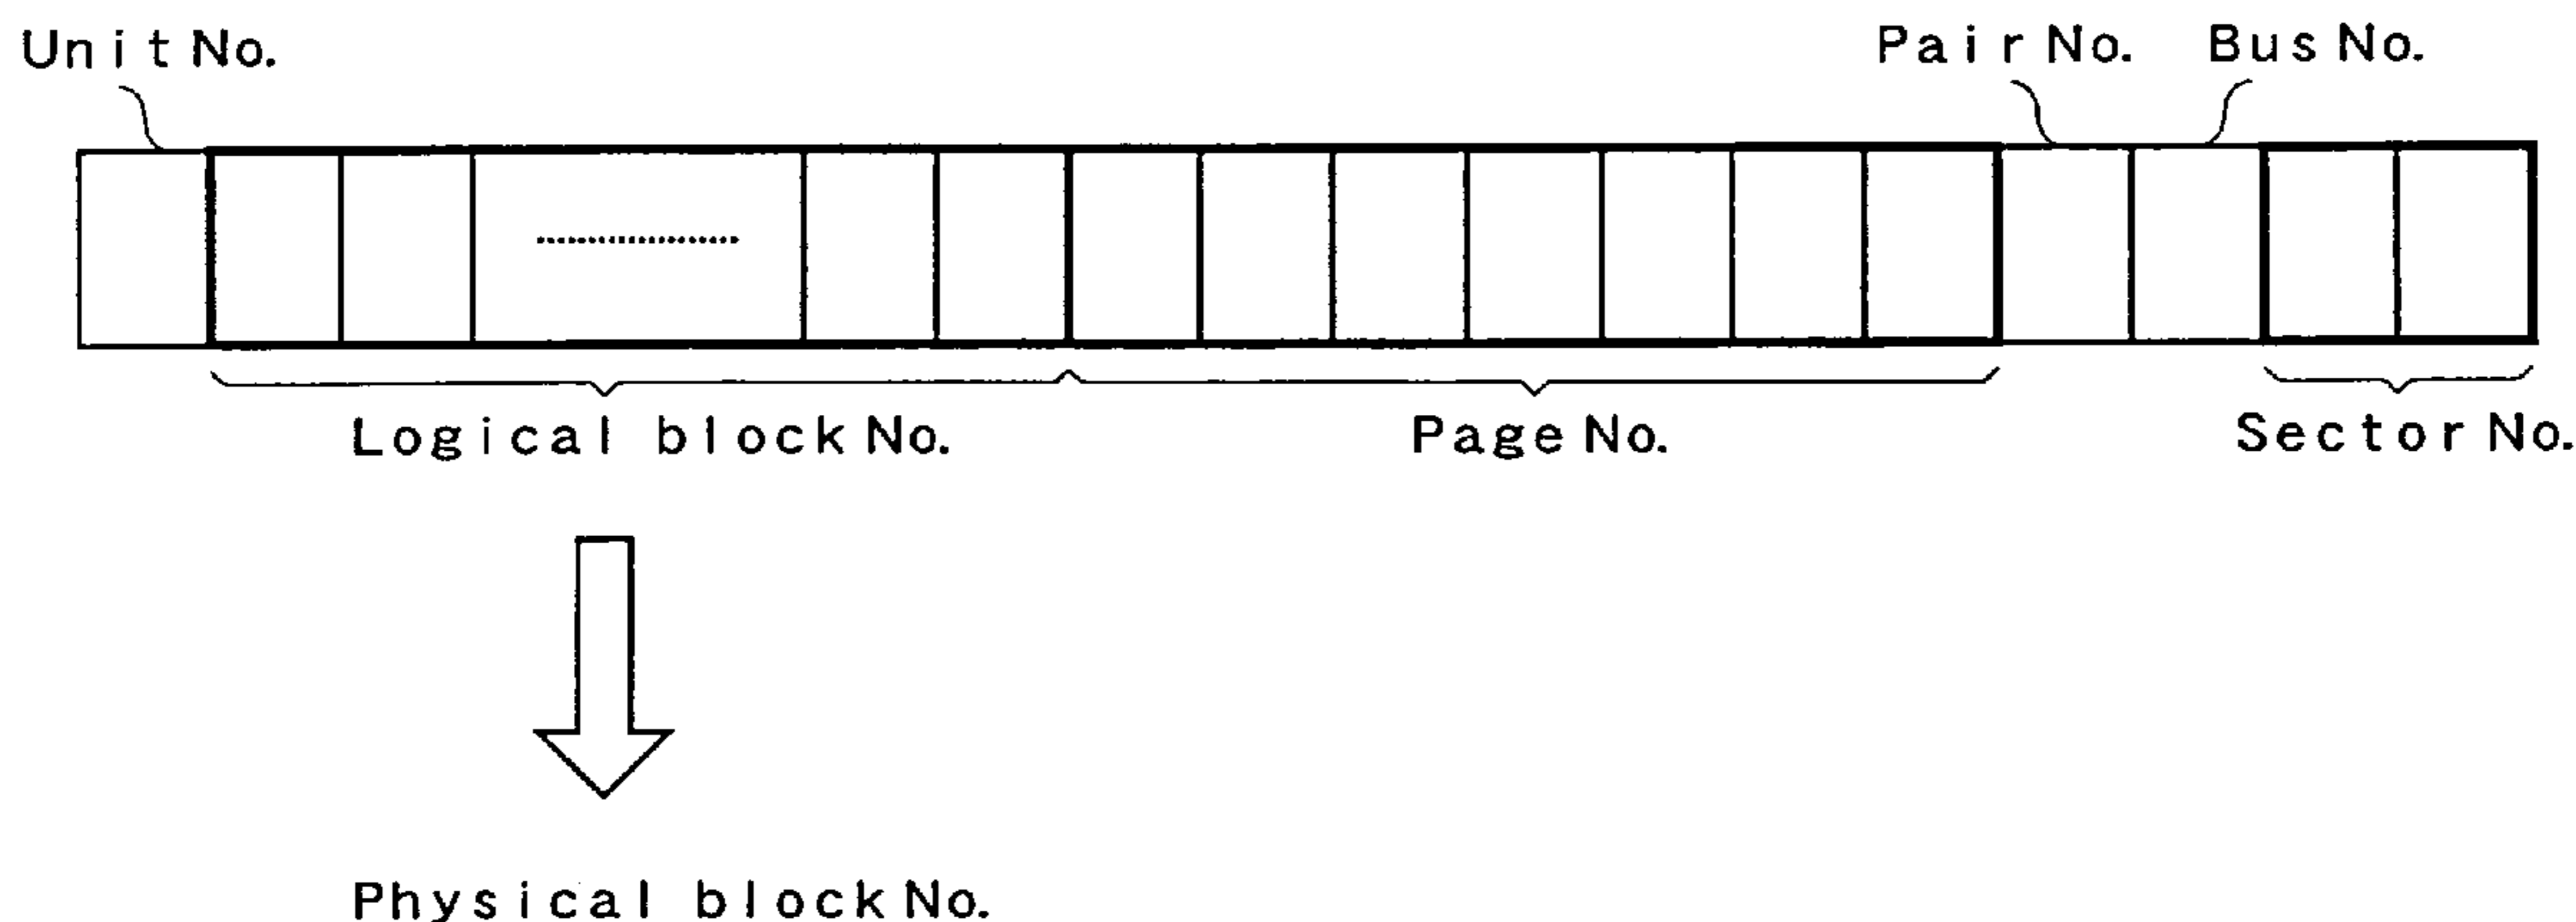 Unit No.
Pair No.
Bus No.
Logical block No.
Page No.
Sector No.
Physical block No.